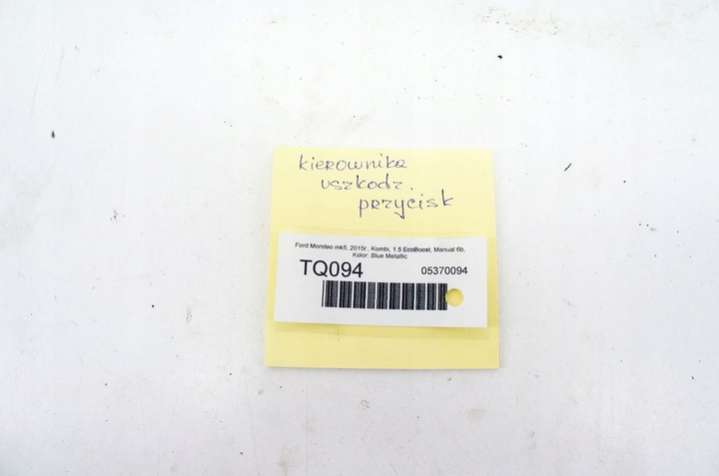 kierownika
uszkodz.
przycisk
Ford Mondeo mk5, 2015r., Kombi, 1.5 EcoBoost, Manual 6b,
Kolor: Blue Metallic
TQ094
05370094